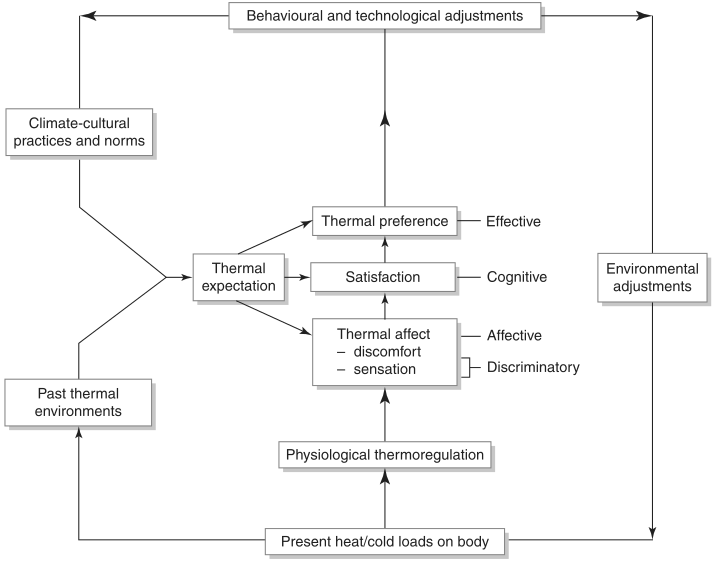 Behavioural and technological adjustments
Climate-cultural
practices and norms
Thermal preference
Effective
Thermal
expectation
Satisfaction
Cognitive
Environmental
adjustments
Thermal affect
– discomfort
– sensation
Affective
Discriminatory
Past thermal
environments
Physiological thermoregulation
Present heat/cold loads on body